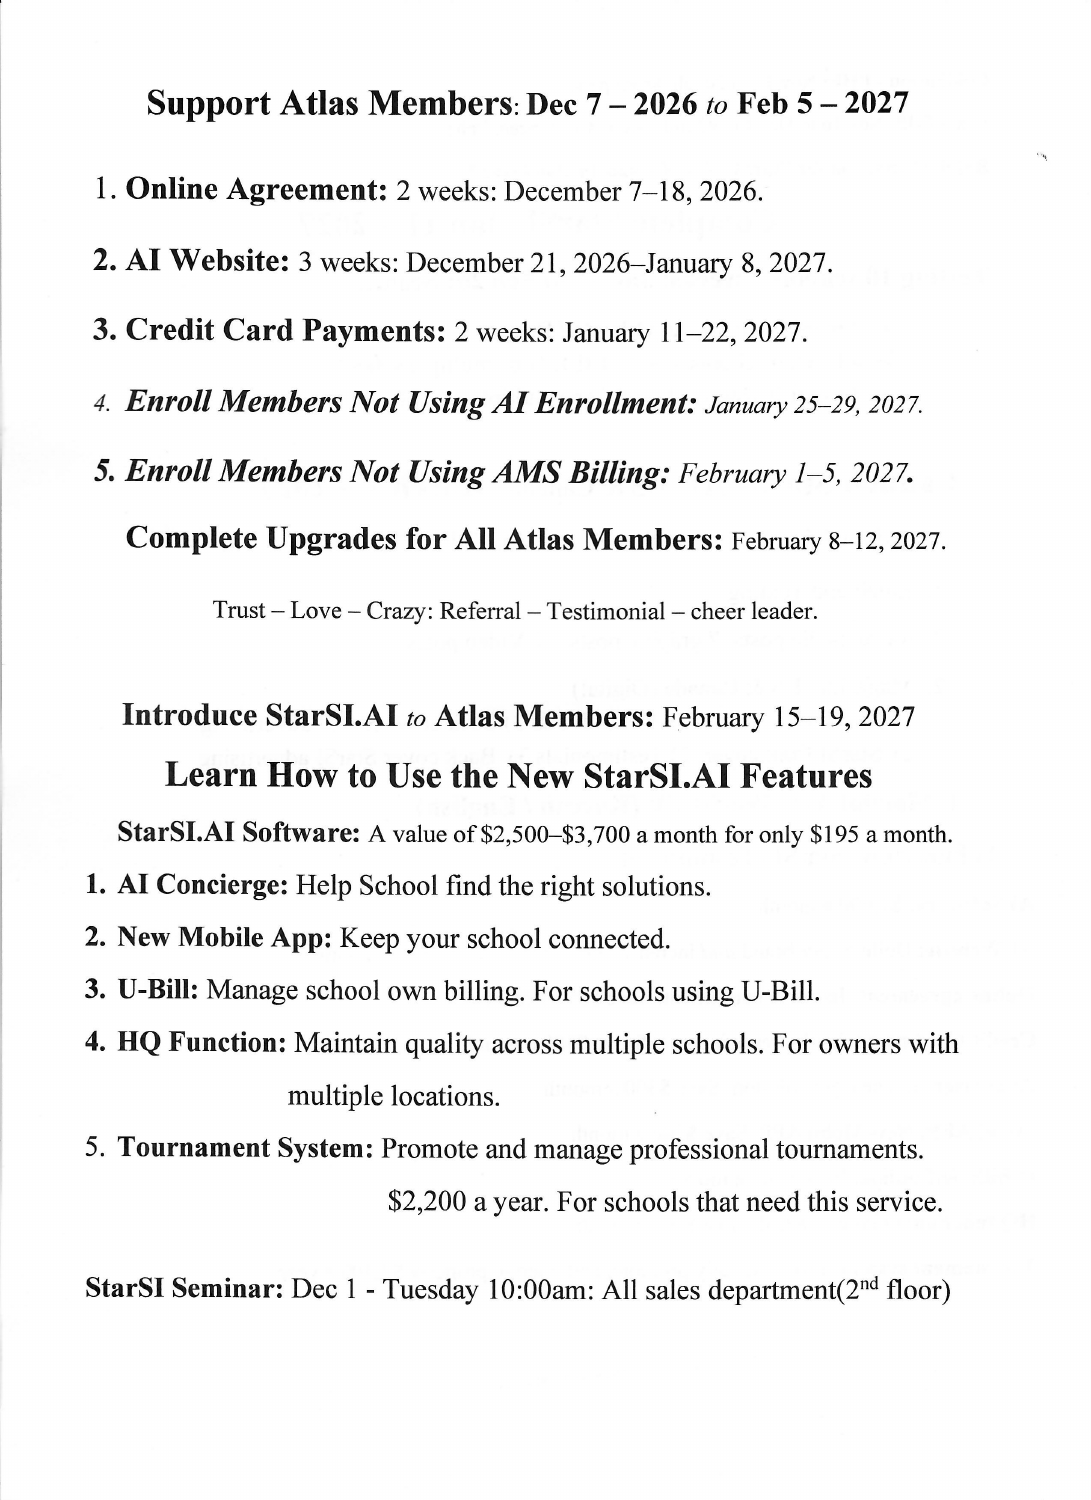 Support Atlas Members: Dec 7 – 2026 to Feb 5 – 2027
1. Online Agreement: 2 weeks: December 7–18, 2026.
2. AI Website: 3 weeks: December 21, 2026–January 8, 2027.
3. Credit Card Payments: 2 weeks: January 11–22, 2027.
4. Enroll Members Not Using AI Enrollment: January 25–29, 2027.
5. Enroll Members Not Using AMS Billing: February 1–5, 2027.
Complete Upgrades for All Atlas Members: February 8–12, 2027.
Trust – Love – Crazy: Referral – Testimonial – cheer leader.
Introduce StarSI.AI to Atlas Members: February 15–19, 2027
Learn How to Use the New StarSI.AI Features
StarSI.AI Software: A value of $2,500–$3,700 a month for only $195 a month.
1. AI Concierge: Help School find the right solutions.
2. New Mobile App: Keep your school connected.
3. U-Bill: Manage school own billing. For schools using U-Bill.
4. HQ Function: Maintain quality across multiple schools. For owners with
multiple locations.
5. Tournament System: Promote and manage professional tournaments.
$2,200 a year. For schools that need this service.
StarSI Seminar: Dec 1 - Tuesday 10:00am: All sales department(2nd floor)